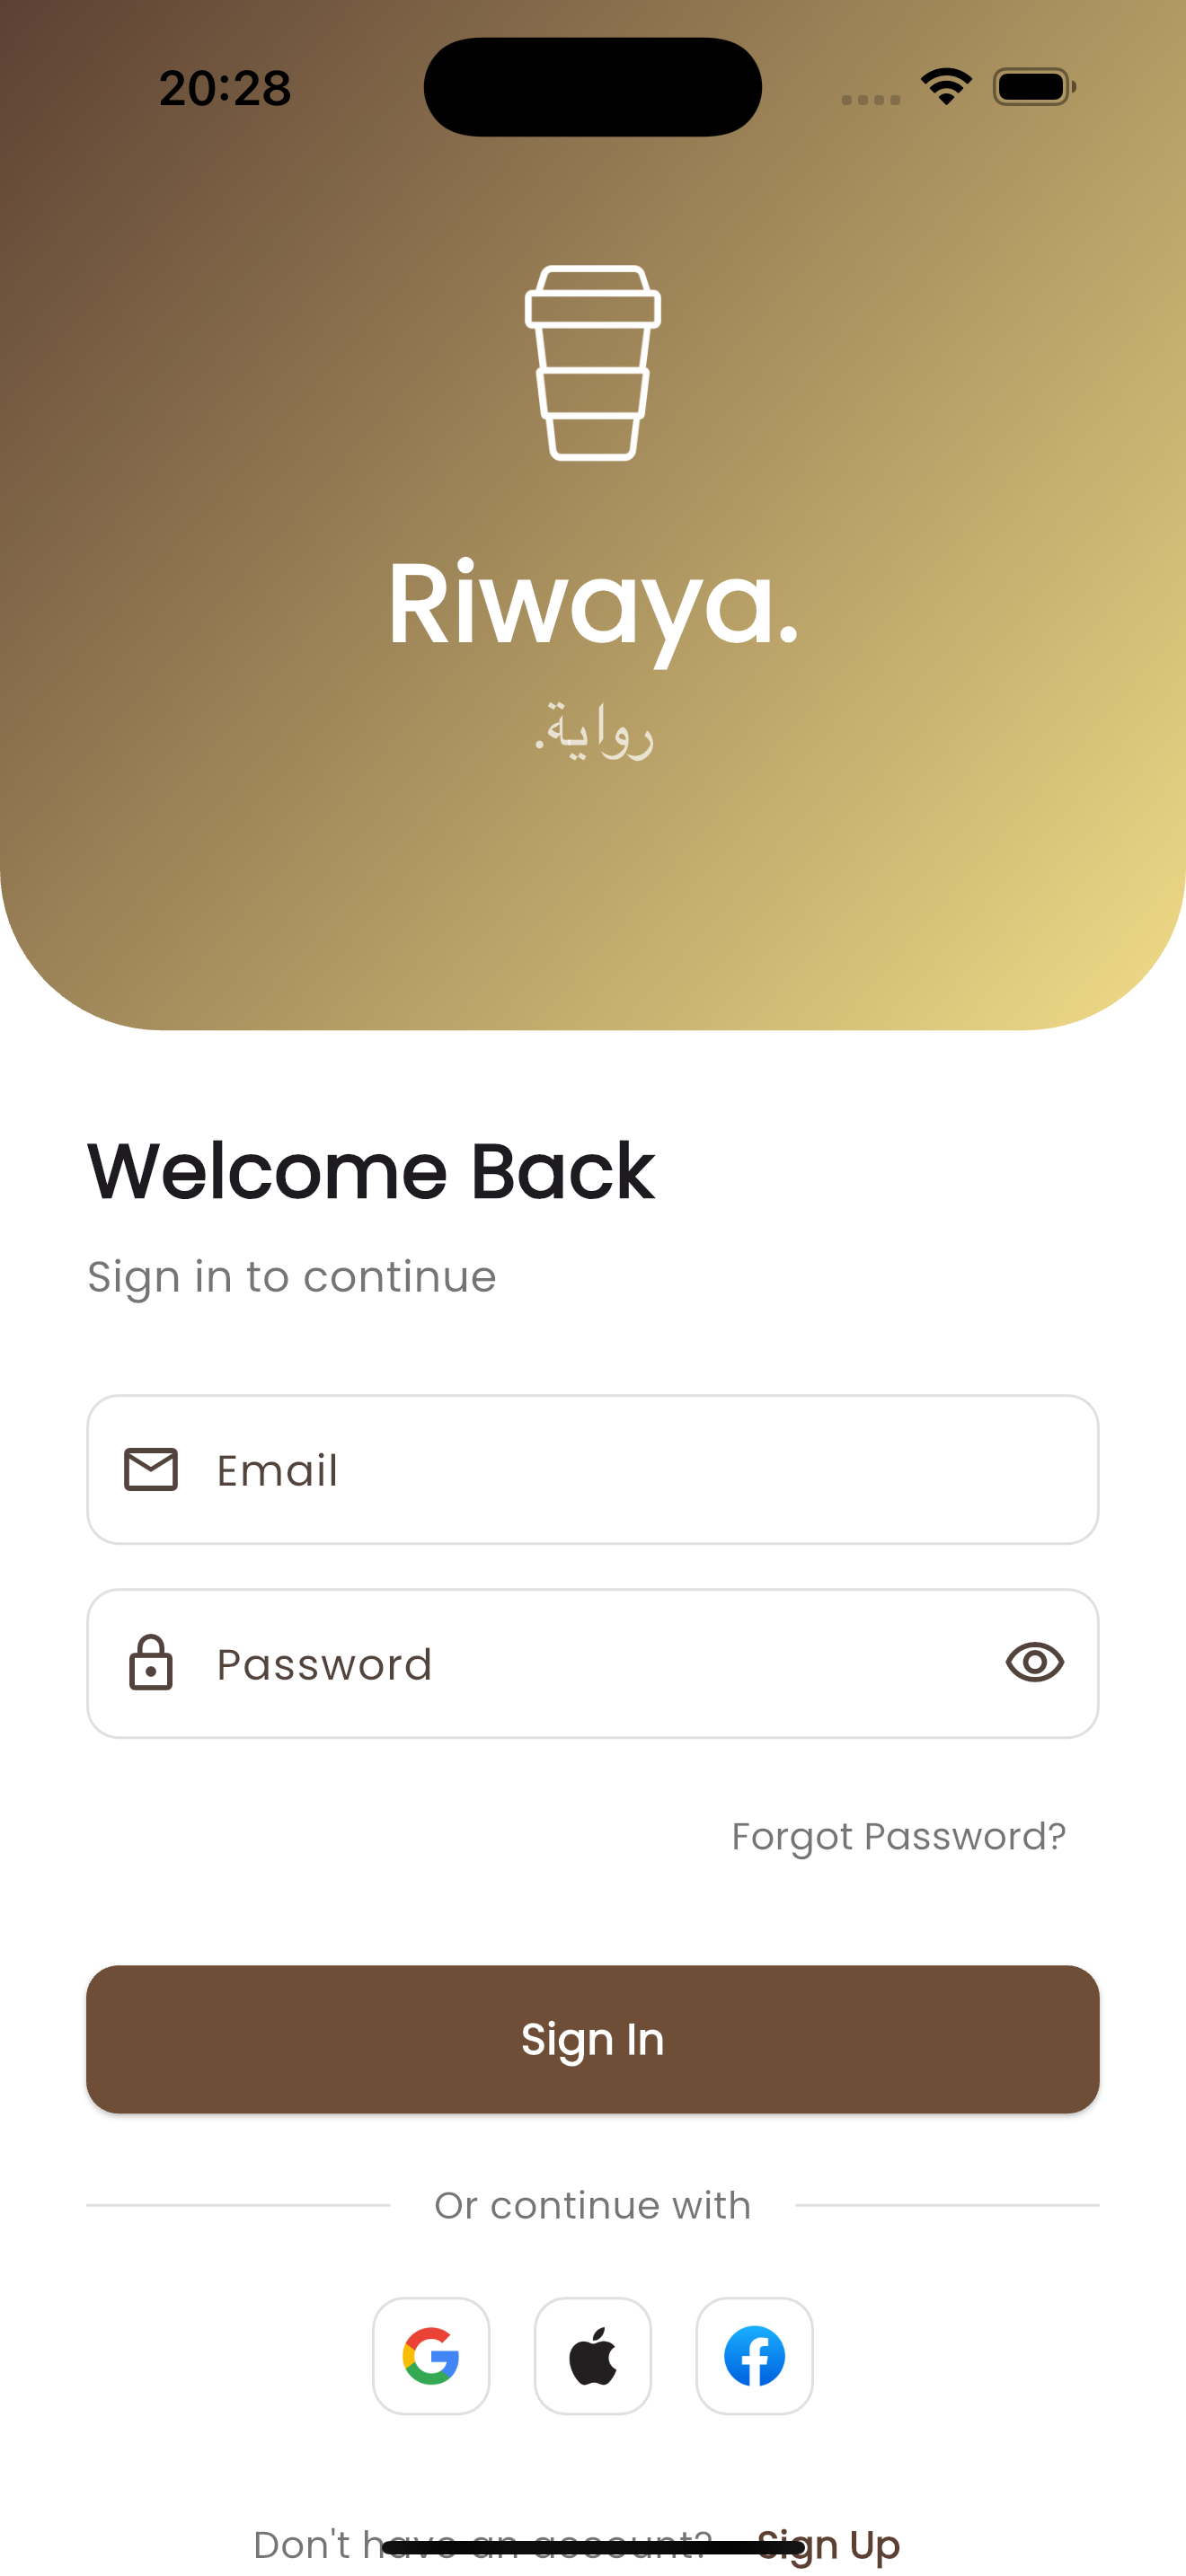 20:28
Riwaya.
رواية.
Welcome Back
Sign in to continue
Email
Password
Forgot Password?
Sign In
Or continue with
Don't have an account? Sign Up